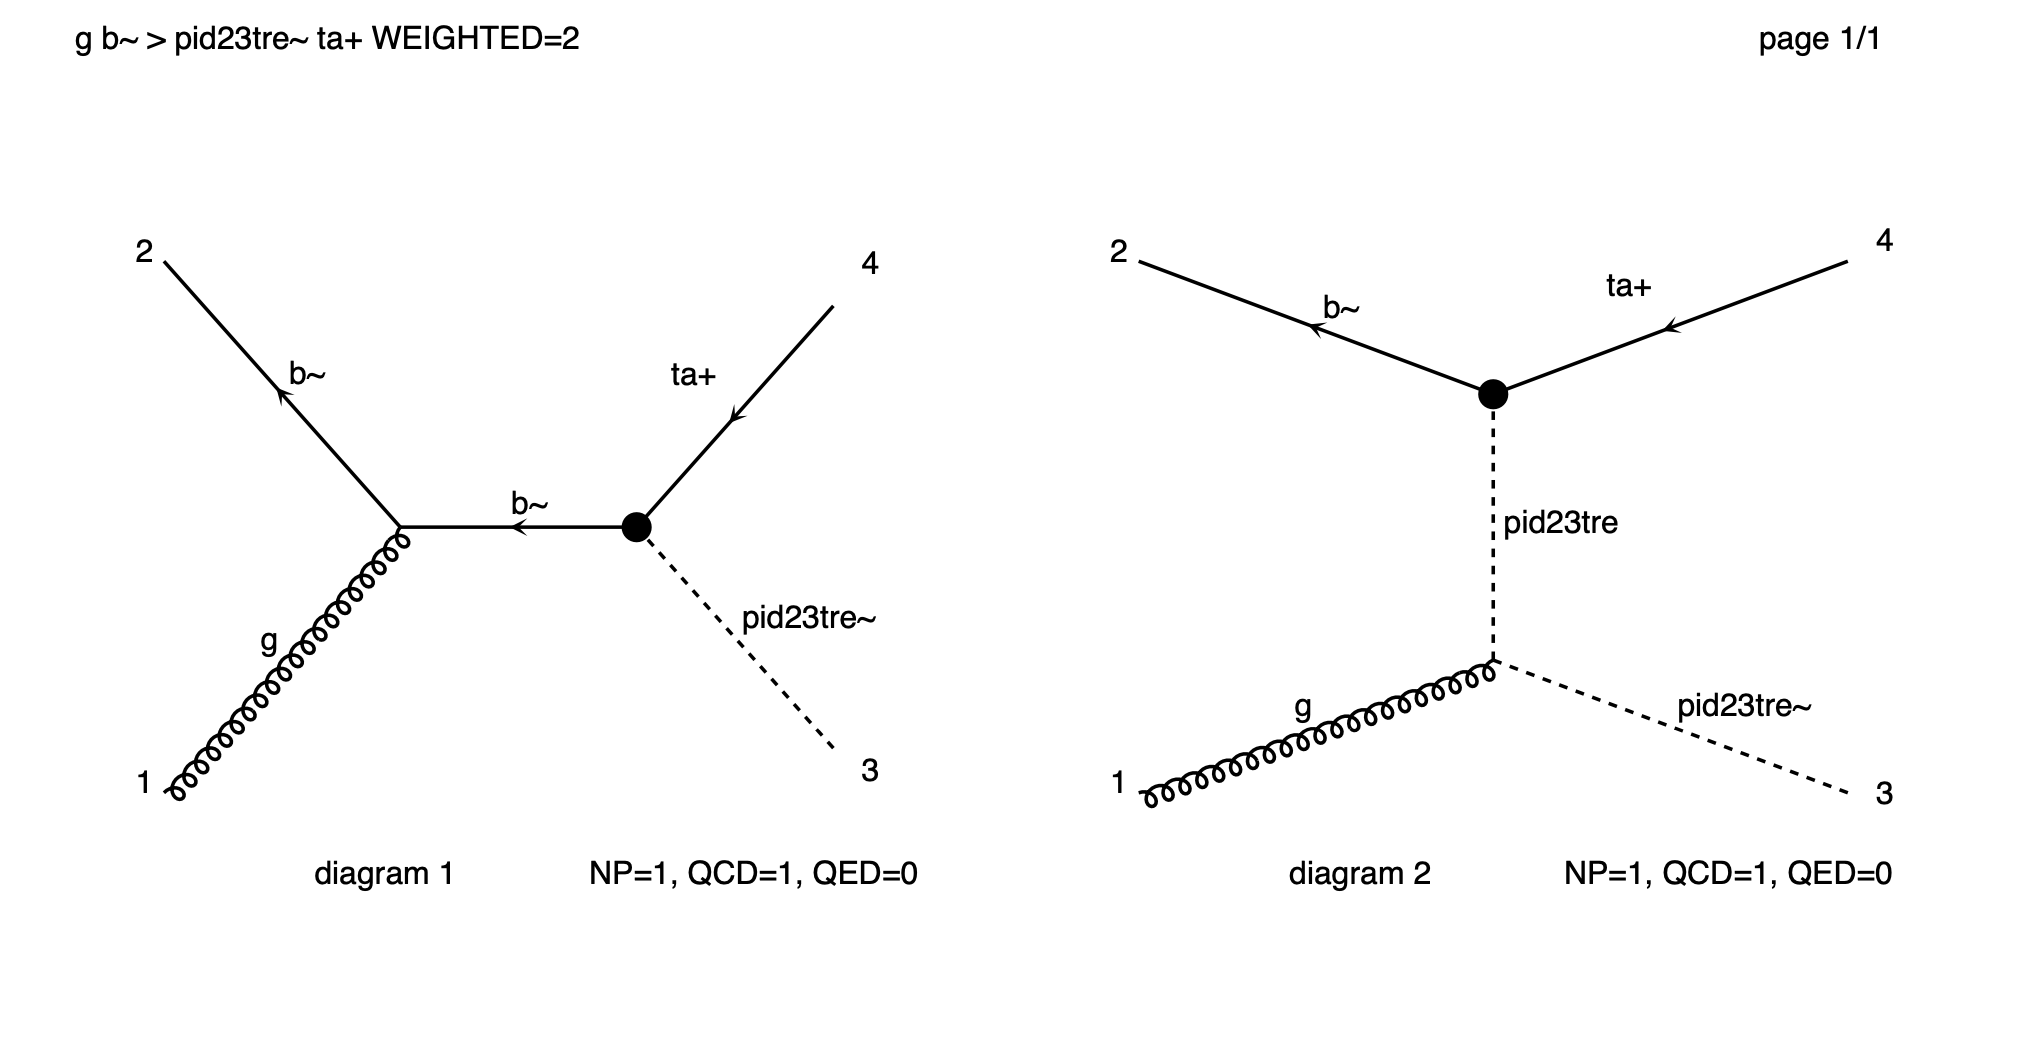 g b~ > pid23tre~ ta+ WEIGHTED=2
page 1/1
2
4
b~
ta+
b~
g
pid23tre~
1
3
diagram 1
NP=1, QCD=1, QED=0
2
4
b~
ta+
pid23tre
g
pid23tre~
1
3
diagram 2
NP=1, QCD=1, QED=0